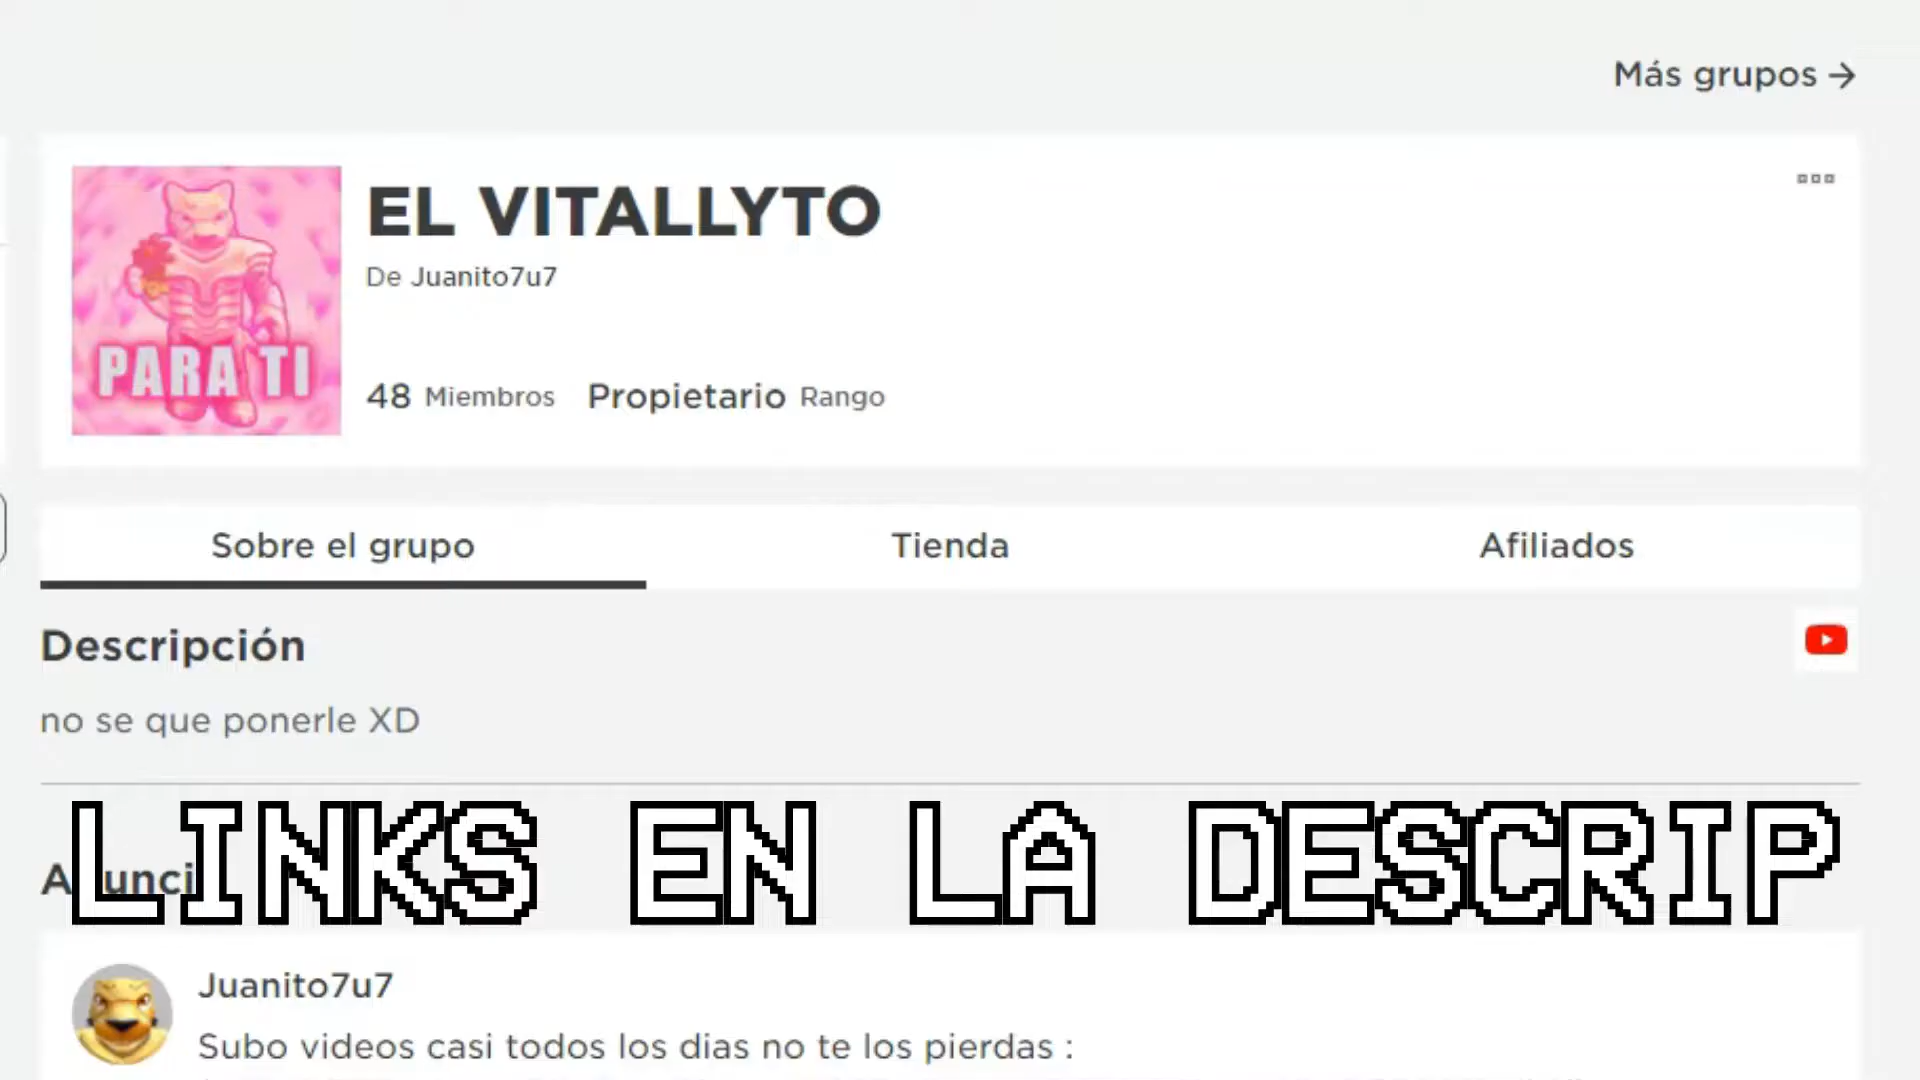 Más grupos
EL VITALLYTO
De Juanito7u7
PARA TI
48 Miembros Propietario Rango
Sobre el grupo Tienda Afiliados
Descripción
no se que ponerle XD
LINKS EN LA DESCRIP
Juanito7u7
Subo videos casi todos los dias no te los pierdas :